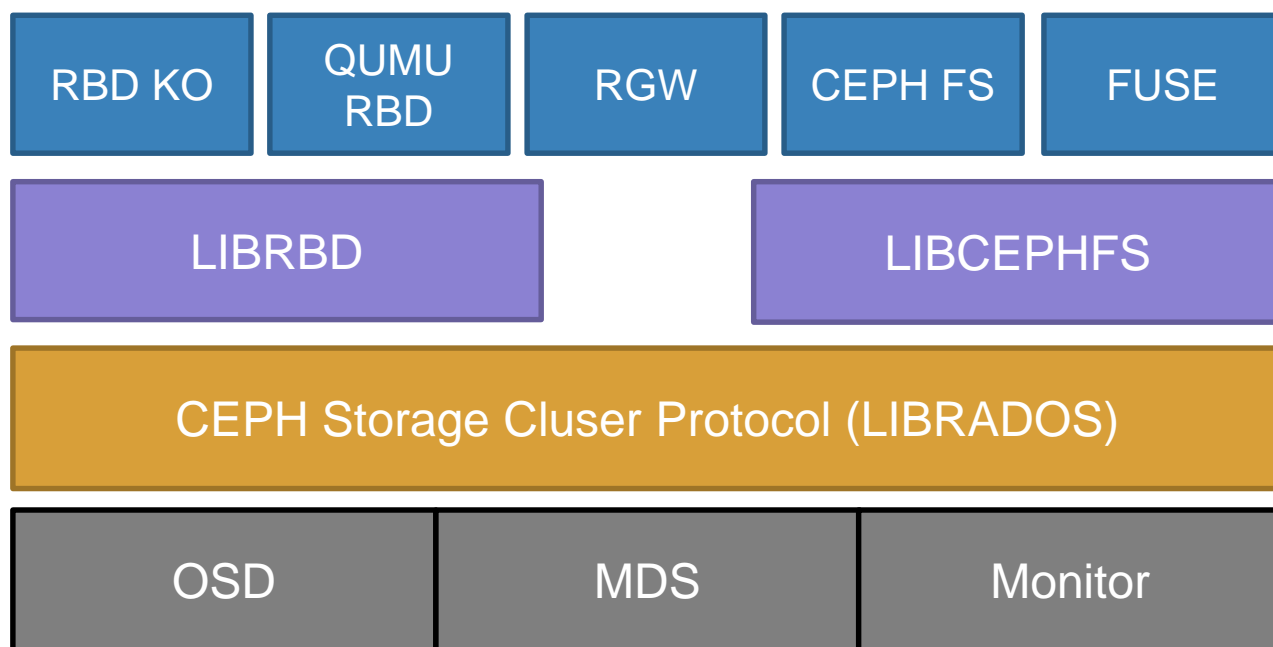 RBD KO
QUMU
RBD
RGW
CEPH FS
FUSE
LIBRBD
LIBCEPHFS
CEPH Storage Cluser Protocol (LIBRADOS)
OSD
MDS
Monitor